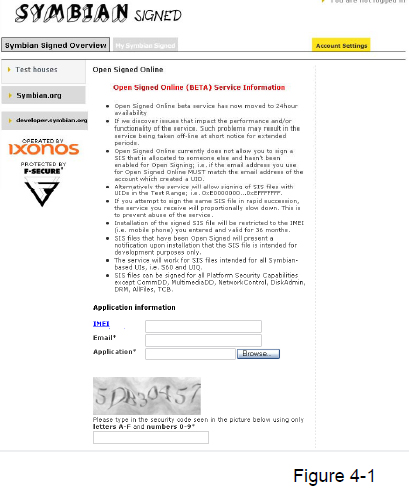 You are not logged in
SYMBIAN SIGNED
Symbian Signed Overview
My Symbian Signed
Account Settings
Test houses
Symbian.org
developer.symbian.org
OPERATED BY
IXONOS
PROTECTED BY
F-SECURE
Open Signed Online
Open Signed Online (BETA) Service Information
Open Signed Online beta service has now moved to 24hour
availability
If we discover issues that impact the performance and/or
functionality of the service. Such problems may result in the
service being taken off-line at short notice for extended
periods.
Open Signed Online currently does not allow you to sign a
SIS that is allocated to someone else and hasn't been
enabled for Open Signing; i.e. if the email address you use
for Open Signed Online MUST match the email address of the
account which created a UID.
Alternatively the service will allow signing of SIS files with
UIDs in the Test Range; i.e. 0xE0000000...0xEFFFFFFF.
If you attempt to sign the same SIS file in rapid succession,
the service you receive will proportionally slow down. This is
to prevent abuse of the service.
Installation of the signed SIS file will be restricted to the IMEI
(i.e. mobile phone) you entered and valid for 36 months.
SIS files that have been Open Signed will present a
notification upon installation that the SIS file is intended for
development purposes only.
The service will work for SIS files intended for all Symbian-
based UIs, i.e. S60 and UIQ.
SIS files can be signed for all Platform Security Capabilities
except CommDD, MultimediaDD, NetworkControl, DiskAdmin,
DRM, AllFiles, TCB.
Application information
IMEI
Email*
Application*
Browse...
Please type in the security code seen in the picture below using only
letters A-F and numbers 0-9*
Figure 4-1